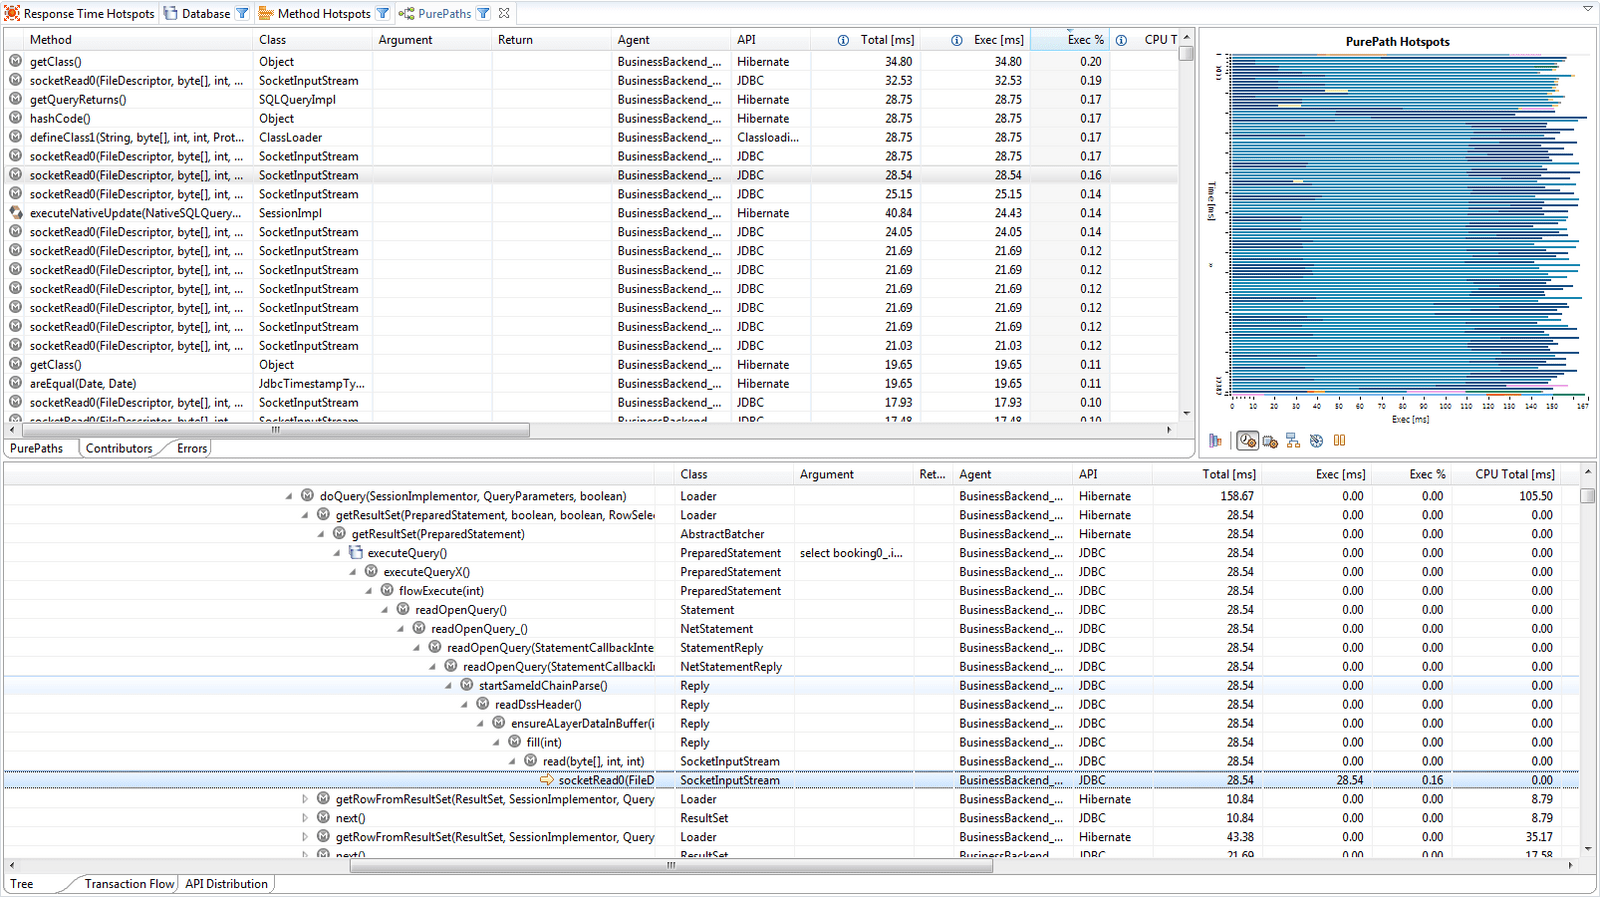 Response Time Hotspots Database Method Hotspots PurePaths
Method Class Argument Return Agent API Total [ms] Exec [ms] Exec % CPU T
getClass() Object BusinessBackend_... Hibernate 34.80 34.80 0.20
socketRead0(FileDescriptor, byte[], int, ... SocketInputStream BusinessBackend_... JDBC 32.53 32.53 0.19
getQueryReturns() SQLQueryImpl BusinessBackend_... Hibernate 28.75 28.75 0.17
hashCode() Object BusinessBackend_... Hibernate 28.75 28.75 0.17
defineClass1(String, byte[], int, int, Prot... ClassLoader BusinessBackend_... Classloadi... 28.75 28.75 0.17
socketRead0(FileDescriptor, byte[], int, ... SocketInputStream BusinessBackend_... JDBC 28.75 28.75 0.17
socketRead0(FileDescriptor, byte[], int, ... SocketInputStream BusinessBackend_... JDBC 28.54 28.54 0.16
socketRead0(FileDescriptor, byte[], int, ... SocketInputStream BusinessBackend_... JDBC 25.15 25.15 0.14
executeNativeUpdate(NativeSQLQuery... SessionImpl BusinessBackend_... Hibernate 40.84 24.43 0.14
socketRead0(FileDescriptor, byte[], int, ... SocketInputStream BusinessBackend_... JDBC 24.05 24.05 0.14
socketRead0(FileDescriptor, byte[], int, ... SocketInputStream BusinessBackend_... JDBC 21.69 21.69 0.12
socketRead0(FileDescriptor, byte[], int, ... SocketInputStream BusinessBackend_... JDBC 21.69 21.69 0.12
socketRead0(FileDescriptor, byte[], int, ... SocketInputStream BusinessBackend_... JDBC 21.69 21.69 0.12
socketRead0(FileDescriptor, byte[], int, ... SocketInputStream BusinessBackend_... JDBC 21.69 21.69 0.12
socketRead0(FileDescriptor, byte[], int, ... SocketInputStream BusinessBackend_... JDBC 21.69 21.69 0.12
socketRead0(FileDescriptor, byte[], int, ... SocketInputStream BusinessBackend_... JDBC 21.03 21.03 0.12
getClass() Object BusinessBackend_... Hibernate 19.65 19.65 0.11
areEqual(Date, Date) JdbcTimestampTy... BusinessBackend_... Hibernate 19.65 19.65 0.11
socketRead0(FileDescriptor, byte[], int, ... SocketInputStream BusinessBackend_... JDBC 17.93 17.93 0.10
socketRead0(FileDescriptor, byte[], int, ... SocketInputStream BusinessBackend_... JDBC 17.48 17.48 0.10
PurePaths Contributors Errors
PurePath Hotspots
Time [ms]
0 10 20 30 40 50 60 70 80 90 100 110 120 130 140 150 167
Exec [ms]
Class Argument Ret... Agent API Total [ms] Exec [ms] Exec % CPU Total [ms]
doQuery(SessionImplementor, QueryParameters, boolean) Loader BusinessBackend_... Hibernate 158.67 0.00 0.00 105.50
getResultSet(PreparedStatement, boolean, boolean, RowSele Loader BusinessBackend_... Hibernate 28.54 0.00 0.00 0.00
getResultSet(PreparedStatement) AbstractBatcher BusinessBackend_... Hibernate 28.54 0.00 0.00 0.00
executeQuery() PreparedStatement select booking0_.i... BusinessBackend_... JDBC 28.54 0.00 0.00 0.00
executeQueryX() PreparedStatement BusinessBackend_... JDBC 28.54 0.00 0.00 0.00
flowExecute(int) PreparedStatement BusinessBackend_... JDBC 28.54 0.00 0.00 0.00
readOpenQuery() Statement BusinessBackend_... JDBC 28.54 0.00 0.00 0.00
readOpenQuery_() NetStatement BusinessBackend_... JDBC 28.54 0.00 0.00 0.00
readOpenQuery(StatementCallbackInte StatementReply BusinessBackend_... JDBC 28.54 0.00 0.00 0.00
readOpenQuery(StatementCallbackI NetStatementReply BusinessBackend_... JDBC 28.54 0.00 0.00 0.00
startSameIdChainParse() Reply BusinessBackend_... JDBC 28.54 0.00 0.00 0.00
readDssHeader() Reply BusinessBackend_... JDBC 28.54 0.00 0.00 0.00
ensureALayerDataInBuffer(i Reply BusinessBackend_... JDBC 28.54 0.00 0.00 0.00
fill(int) Reply BusinessBackend_... JDBC 28.54 0.00 0.00 0.00
read(byte[], int, int) SocketInputStream BusinessBackend_... JDBC 28.54 0.00 0.00 0.00
socketRead0(FileD SocketInputStream BusinessBackend_... JDBC 28.54 28.54 0.16 0.00
getRowFromResultSet(ResultSet, SessionImplementor, Query Loader BusinessBackend_... Hibernate 10.84 0.00 0.00 8.79
next() ResultSet BusinessBackend_... JDBC 10.84 0.00 0.00 8.79
getRowFromResultSet(ResultSet, SessionImplementor, Query Loader BusinessBackend_... Hibernate 43.38 0.00 0.00 35.17
next() ResultSet BusinessBackend_... JDBC 21.69 0.00 0.00 17.58
Tree Transaction Flow API Distribution